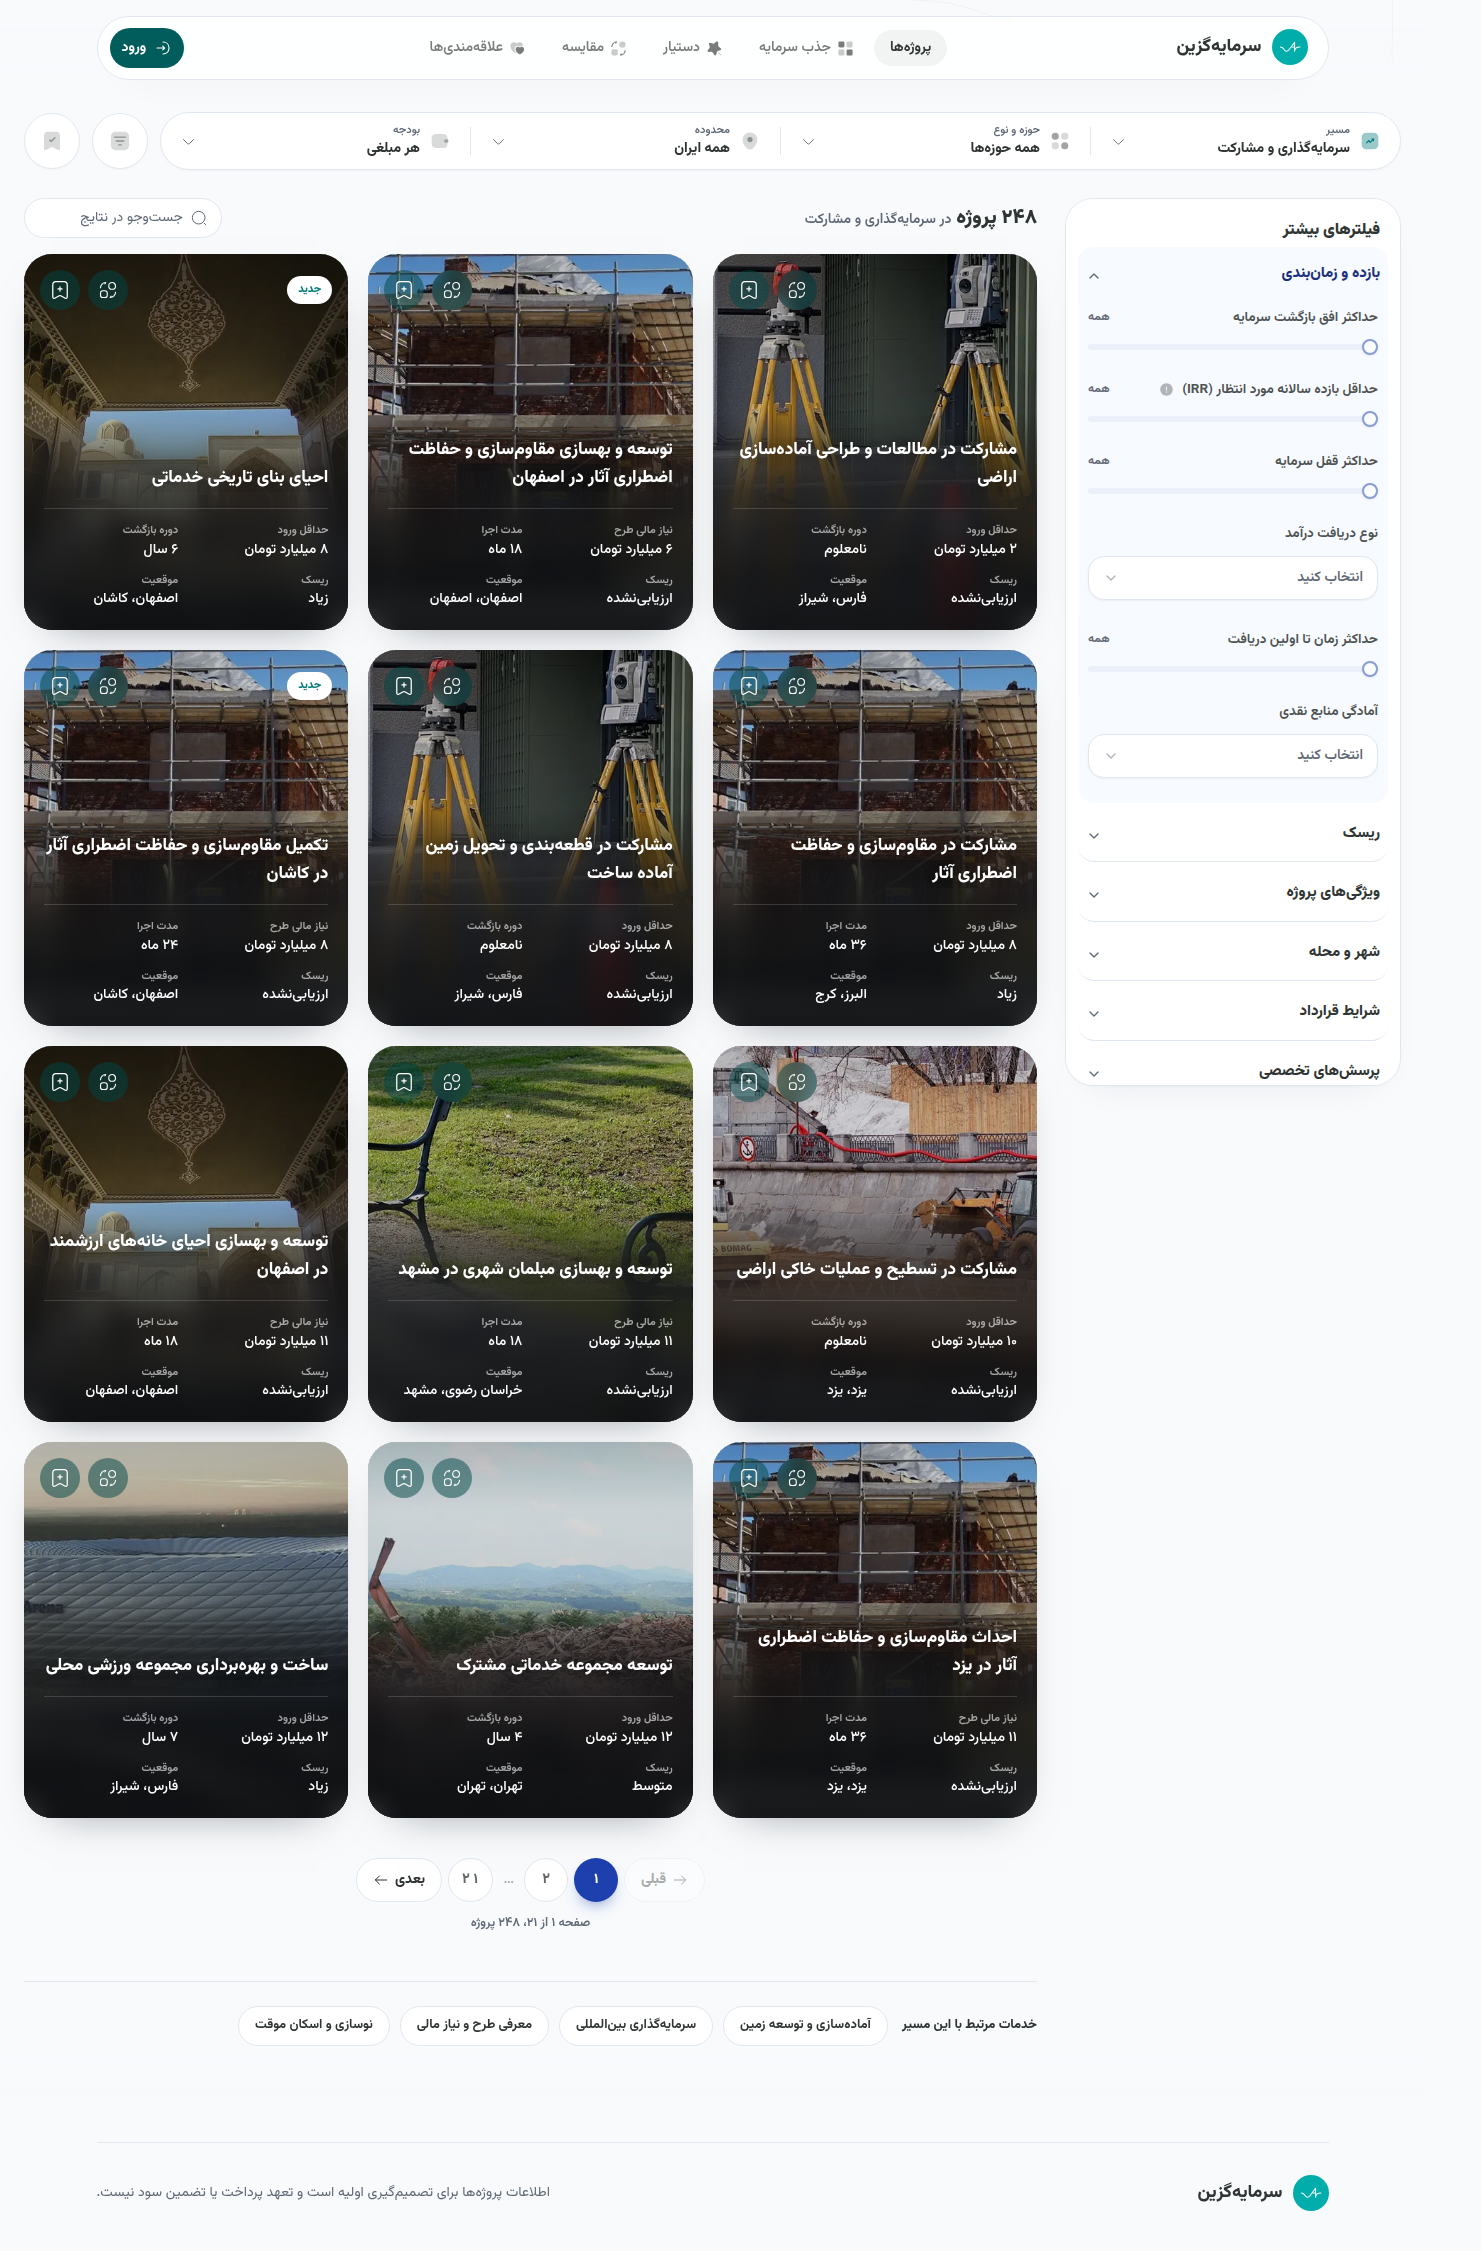 سرمایه‌گزین
پروژه‌ها
جذب سرمایه
دستیار
مقایسه
علاقه‌مندی‌ها
ورود
مسیر
سرمایه‌گذاری و مشارکت
حوزه و نوع
همه حوزه‌ها
محدوده
همه ایران
بودجه
هر مبلغی
فیلترهای بیشتر
بازده و زمان‌بندی
حداکثر افق بازگشت سرمایه
همه
حداقل بازده سالانه مورد انتظار (IRR)
همه
حداکثر قفل سرمایه
همه
نوع دریافت درآمد
انتخاب کنید
حداکثر زمان تا اولین دریافت
همه
آمادگی منابع نقدی
انتخاب کنید
ریسک
ویژگی‌های پروژه
شهر و محله
شرایط قرارداد
پرسش‌های تخصصی
۲۴۸ پروژه در سرمایه‌گذاری و مشارکت
جست‌وجو در نتایج
مشارکت در مطالعات و طراحی آماده‌سازی
اراضی
حداقل ورود
۲ میلیارد تومان
دوره بازگشت
نامعلوم
ریسک
ارزیابی‌نشده
موقعیت
فارس، شیراز
توسعه و بهسازی مقاوم‌سازی و حفاظت
اضطراری آثار در اصفهان
نیاز مالی طرح
۶ میلیارد تومان
مدت اجرا
۱۸ ماه
ریسک
ارزیابی‌نشده
موقعیت
اصفهان، اصفهان
جدید
احیای بنای تاریخی خدماتی
حداقل ورود
۸ میلیارد تومان
دوره بازگشت
۶ سال
ریسک
زیاد
موقعیت
اصفهان، کاشان
مشارکت در مقاوم‌سازی و حفاظت
اضطراری آثار
حداقل ورود
۸ میلیارد تومان
مدت اجرا
۳۶ ماه
ریسک
زیاد
موقعیت
البرز، کرج
مشارکت در قطعه‌بندی و تحویل زمین
آماده ساخت
حداقل ورود
۸ میلیارد تومان
دوره بازگشت
نامعلوم
ریسک
ارزیابی‌نشده
موقعیت
فارس، شیراز
جدید
تکمیل مقاوم‌سازی و حفاظت اضطراری آثار
در کاشان
نیاز مالی طرح
۸ میلیارد تومان
مدت اجرا
۲۴ ماه
ریسک
ارزیابی‌نشده
موقعیت
اصفهان، کاشان
BOMAG
مشارکت در تسطیح و عملیات خاکی اراضی
حداقل ورود
۱۰ میلیارد تومان
دوره بازگشت
نامعلوم
ریسک
ارزیابی‌نشده
موقعیت
یزد، یزد
توسعه و بهسازی مبلمان شهری در مشهد
نیاز مالی طرح
۱۱ میلیارد تومان
مدت اجرا
۱۸ ماه
ریسک
ارزیابی‌نشده
موقعیت
خراسان رضوی، مشهد
توسعه و بهسازی احیای خانه‌های ارزشمند
در اصفهان
نیاز مالی طرح
۱۱ میلیارد تومان
مدت اجرا
۱۸ ماه
ریسک
ارزیابی‌نشده
موقعیت
اصفهان، اصفهان
احداث مقاوم‌سازی و حفاظت اضطراری
آثار در یزد
نیاز مالی طرح
۱۱ میلیارد تومان
مدت اجرا
۳۶ ماه
ریسک
ارزیابی‌نشده
موقعیت
یزد، یزد
توسعه مجموعه خدماتی مشترک
حداقل ورود
۱۲ میلیارد تومان
دوره بازگشت
۴ سال
ریسک
متوسط
موقعیت
تهران، تهران
Arena
ساخت و بهره‌برداری مجموعه ورزشی محلی
حداقل ورود
۱۲ میلیارد تومان
دوره بازگشت
۷ سال
ریسک
زیاد
موقعیت
فارس، شیراز
قبلی
۱
۲
...
۲۱
بعدی
صفحه ۱ از ۲۱، ۲۴۸ پروژه
خدمات مرتبط با این مسیر
آماده‌سازی و توسعه زمین
سرمایه‌گذاری بین‌المللی
معرفی طرح و نیاز مالی
نوسازی و اسکان موقت
سرمایه‌گزین
اطلاعات پروژه‌ها برای تصمیم‌گیری اولیه است و تعهد پرداخت یا تضمین سود نیست.